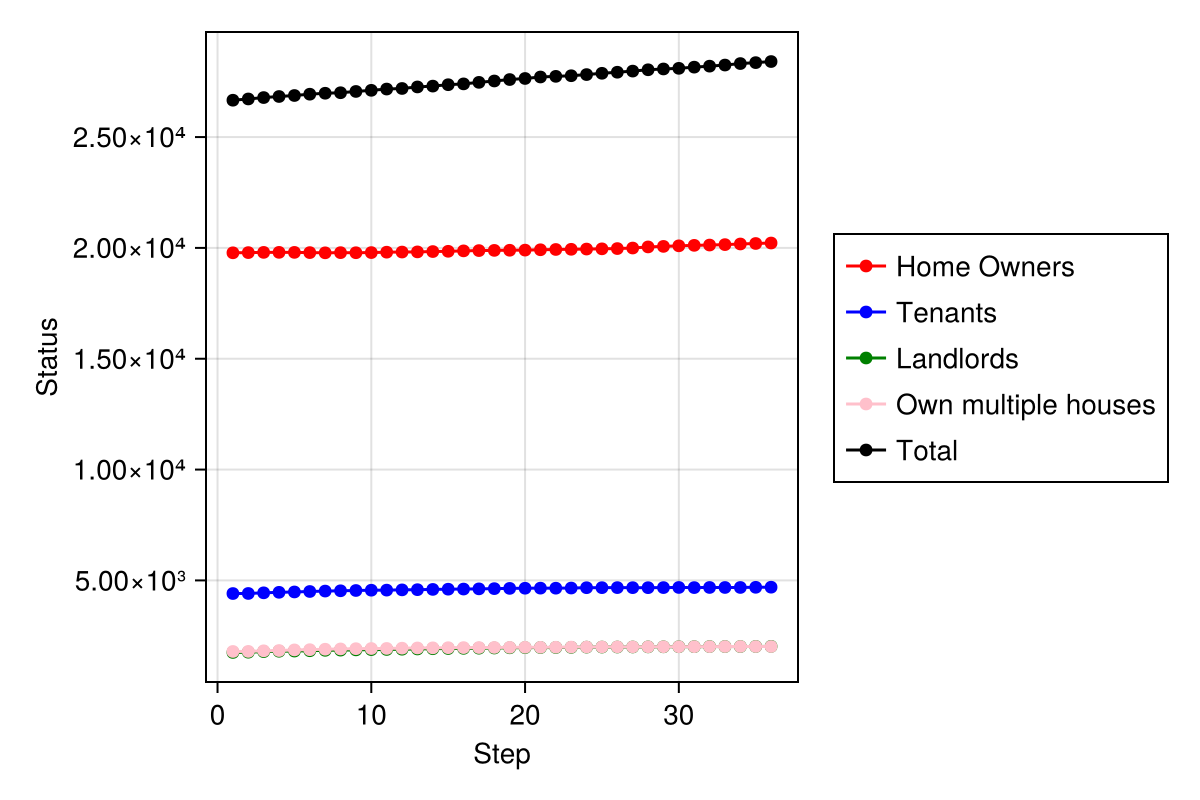 2.50×10⁴
2.00×10⁴
1.50×10⁴
1.00×10⁴
5.00×10³
Status
0 10 20 30
Step
Home Owners
Tenants
Landlords
Own multiple houses
Total